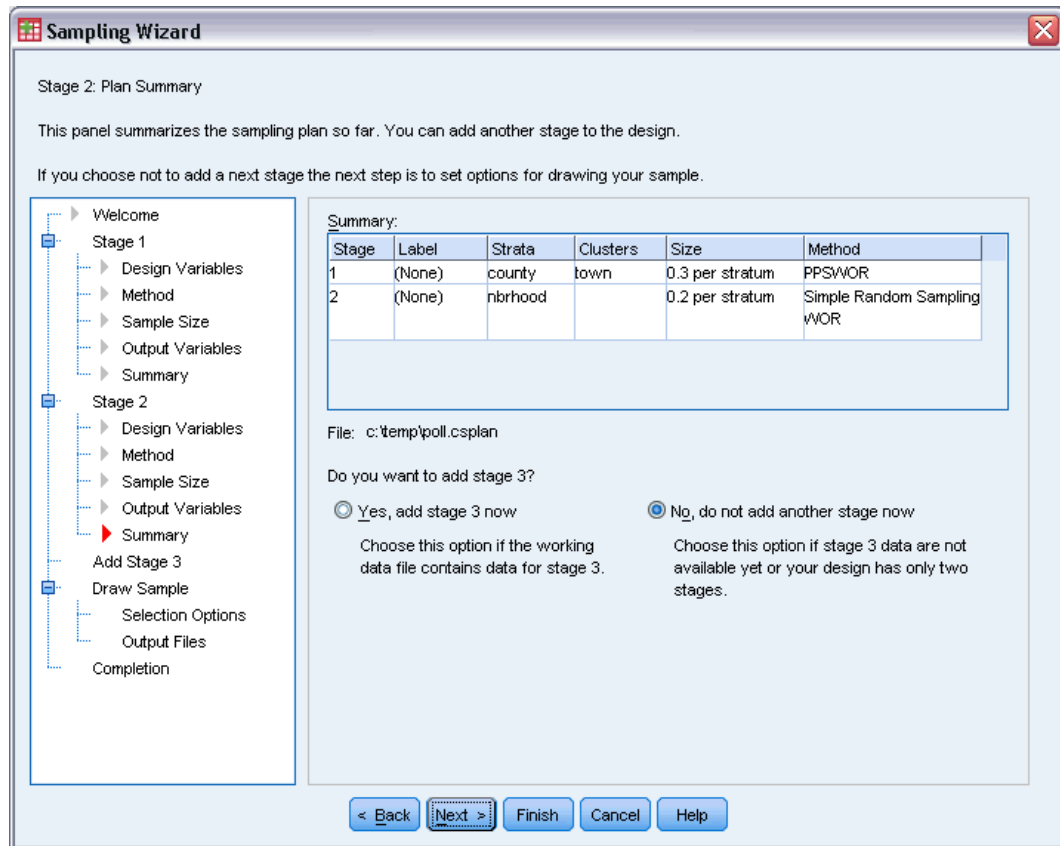 Sampling Wizard
Stage 2: Plan Summary
This panel summarizes the sampling plan so far. You can add another stage to the design.
If you choose not to add a next stage the next step is to set options for drawing your sample.
Welcome
Stage 1
Design Variables
Method
Sample Size
Output Variables
Summary
Stage 2
Design Variables
Method
Sample Size
Output Variables
Summary
Add Stage 3
Draw Sample
Selection Options
Output Files
Completion
Summary:
Stage Label Strata Clusters Size Method
1 (None) county town 0.3 per stratum PPSWOR
2 (None) nbrhood 0.2 per stratum Simple Random Sampling
WOR
File: c:\temp\poll.csplan
Do you want to add stage 3?
Yes, add stage 3 now
Choose this option if the working
data file contains data for stage 3.
No, do not add another stage now
Choose this option if stage 3 data are not
available yet or your design has only two
stages.
< Back Next > Finish Cancel Help